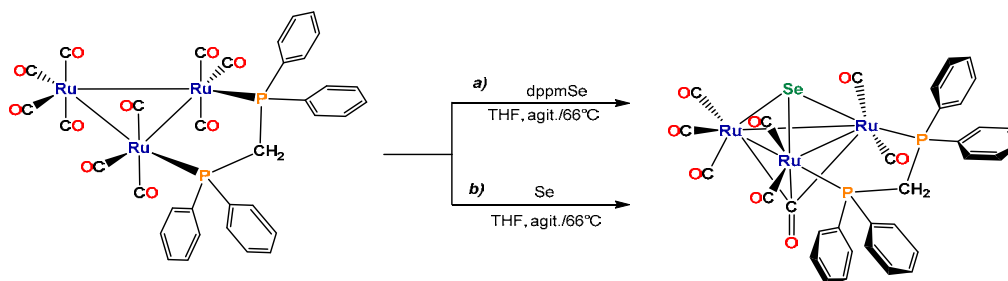 CO
CO
OC
CO
OC
Ru
Ru
P
CO
OC
CO
CO
Ru
CH2
OC
P
CO
a)
dppmSe
THF, agit./66°C
b)
Se
THF, agit./66°C
OC
Se
OC
OC
Ru
Ru
OC
P
CO
Ru
OC
CH2
P
OC
C
O